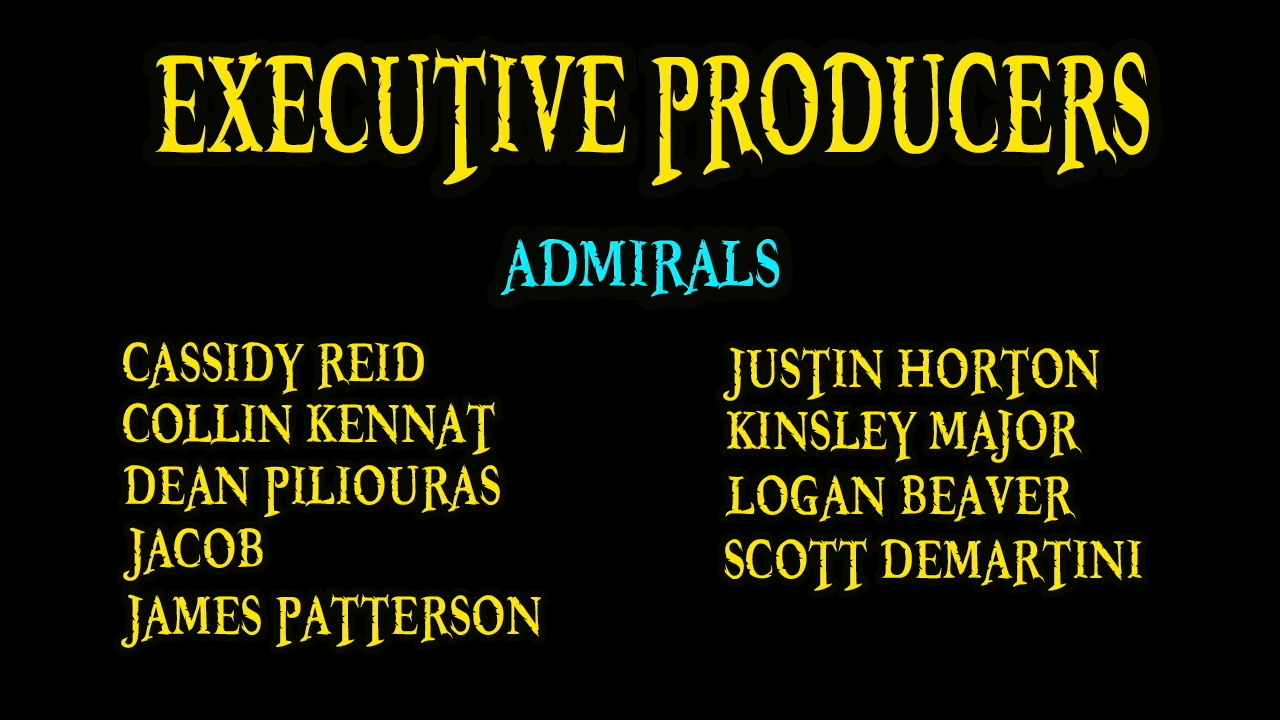 EXECUTIVE PRODUCERS
ADMIRALS
CASSIDY REID
COLLIN KENNAT
DEAN PILIOURAS
JACOB
JAMES PATTERSON
JUSTIN HORTON
KINSLEY MAJOR
LOGAN BEAVER
SCOTT DEMARTINI